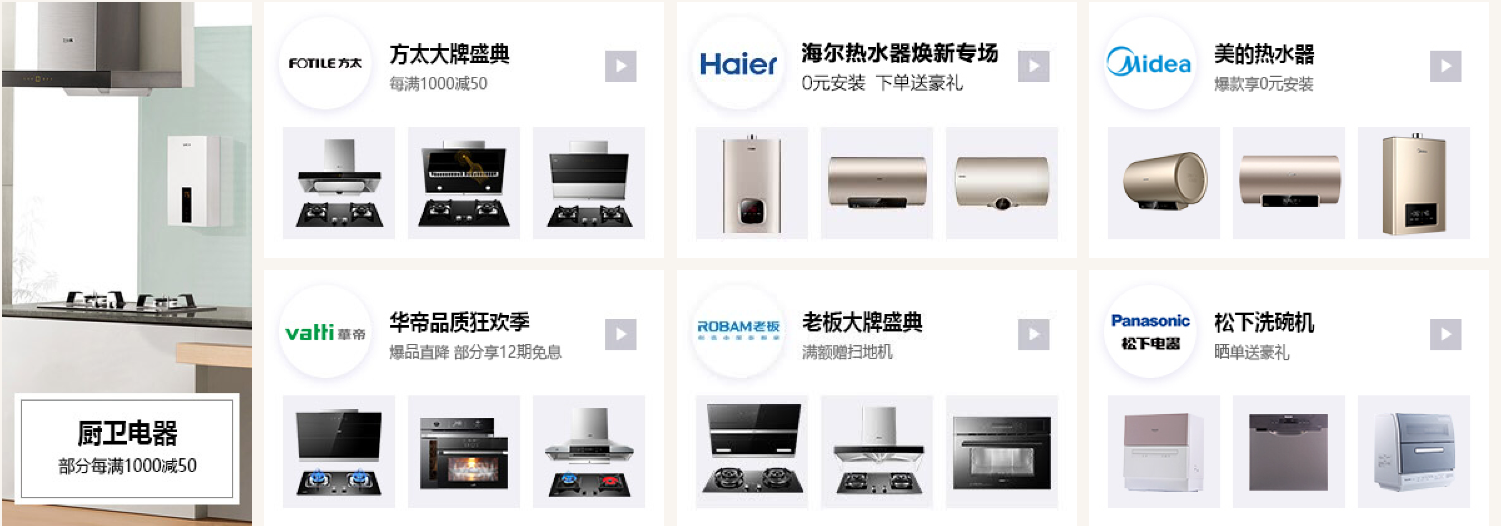 厨卫电器
部分每满1000减50
FOTILE 方太
方太大牌盛典
每满1000减50
Haier
海尔热水器焕新专场
0元安装 下单送豪礼
Midea
美的热水器
爆款享0元安装
vatti 華帝
华帝品质狂欢季
爆品直降 部分享12期免息
ROBAM 老板
老板大牌盛典
满额赠扫地机
Panasonic
松下电器
松下洗碗机
晒单送豪礼